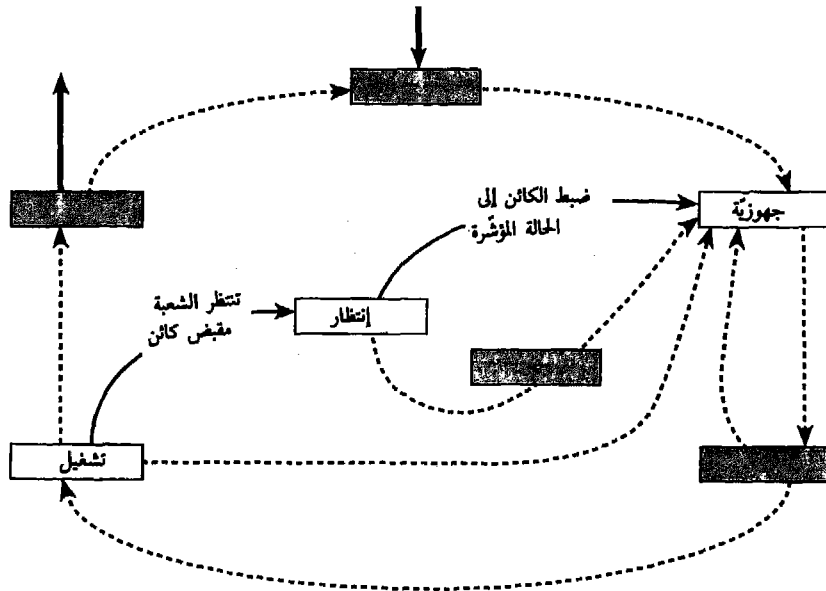 ضبط الكائن إلى
الحالة المؤشّرة
جهوزيّة
تنتظر الشعبة
مقبض كائن
إنتظار
تشغيل